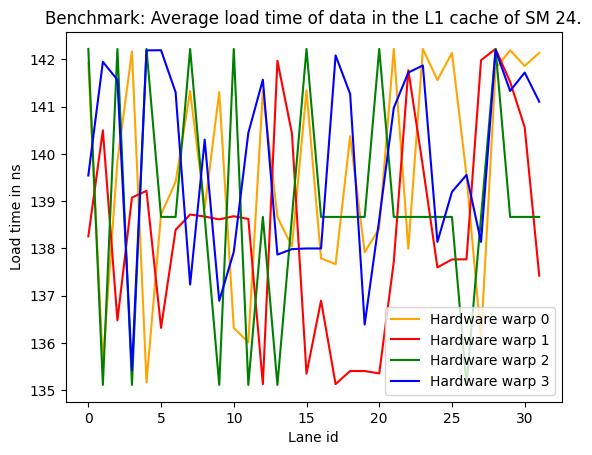 Benchmark: Average load time of data in the L1 cache of SM 24.
Load time in ns
142
141
140
139
138
137
136
135
Hardware warp 0
Hardware warp 1
Hardware warp 2
Hardware warp 3
0 5 10 15 20 25 30
Lane id